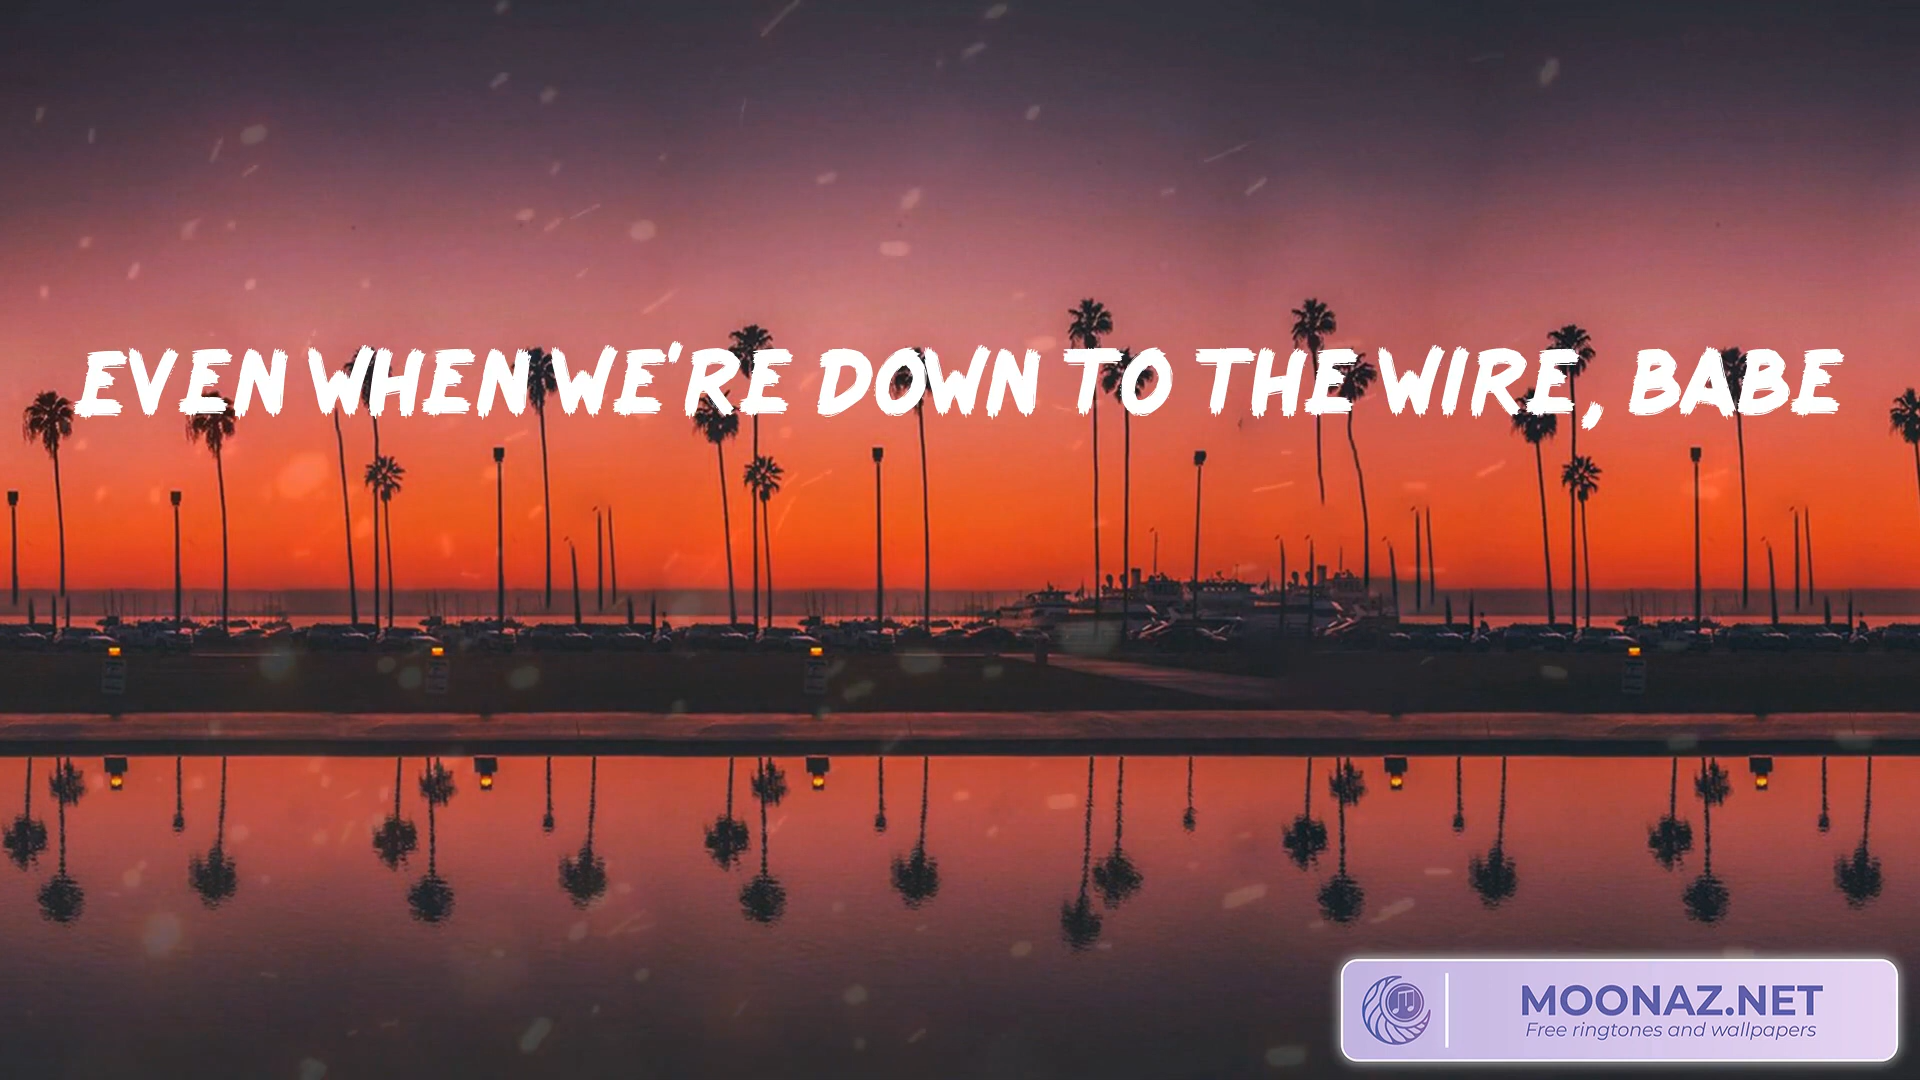 EVEN WHEN WE'RE DOWN TO THE WIRE, BABE
MOONAZ.NET
Free ringtones and wallpapers